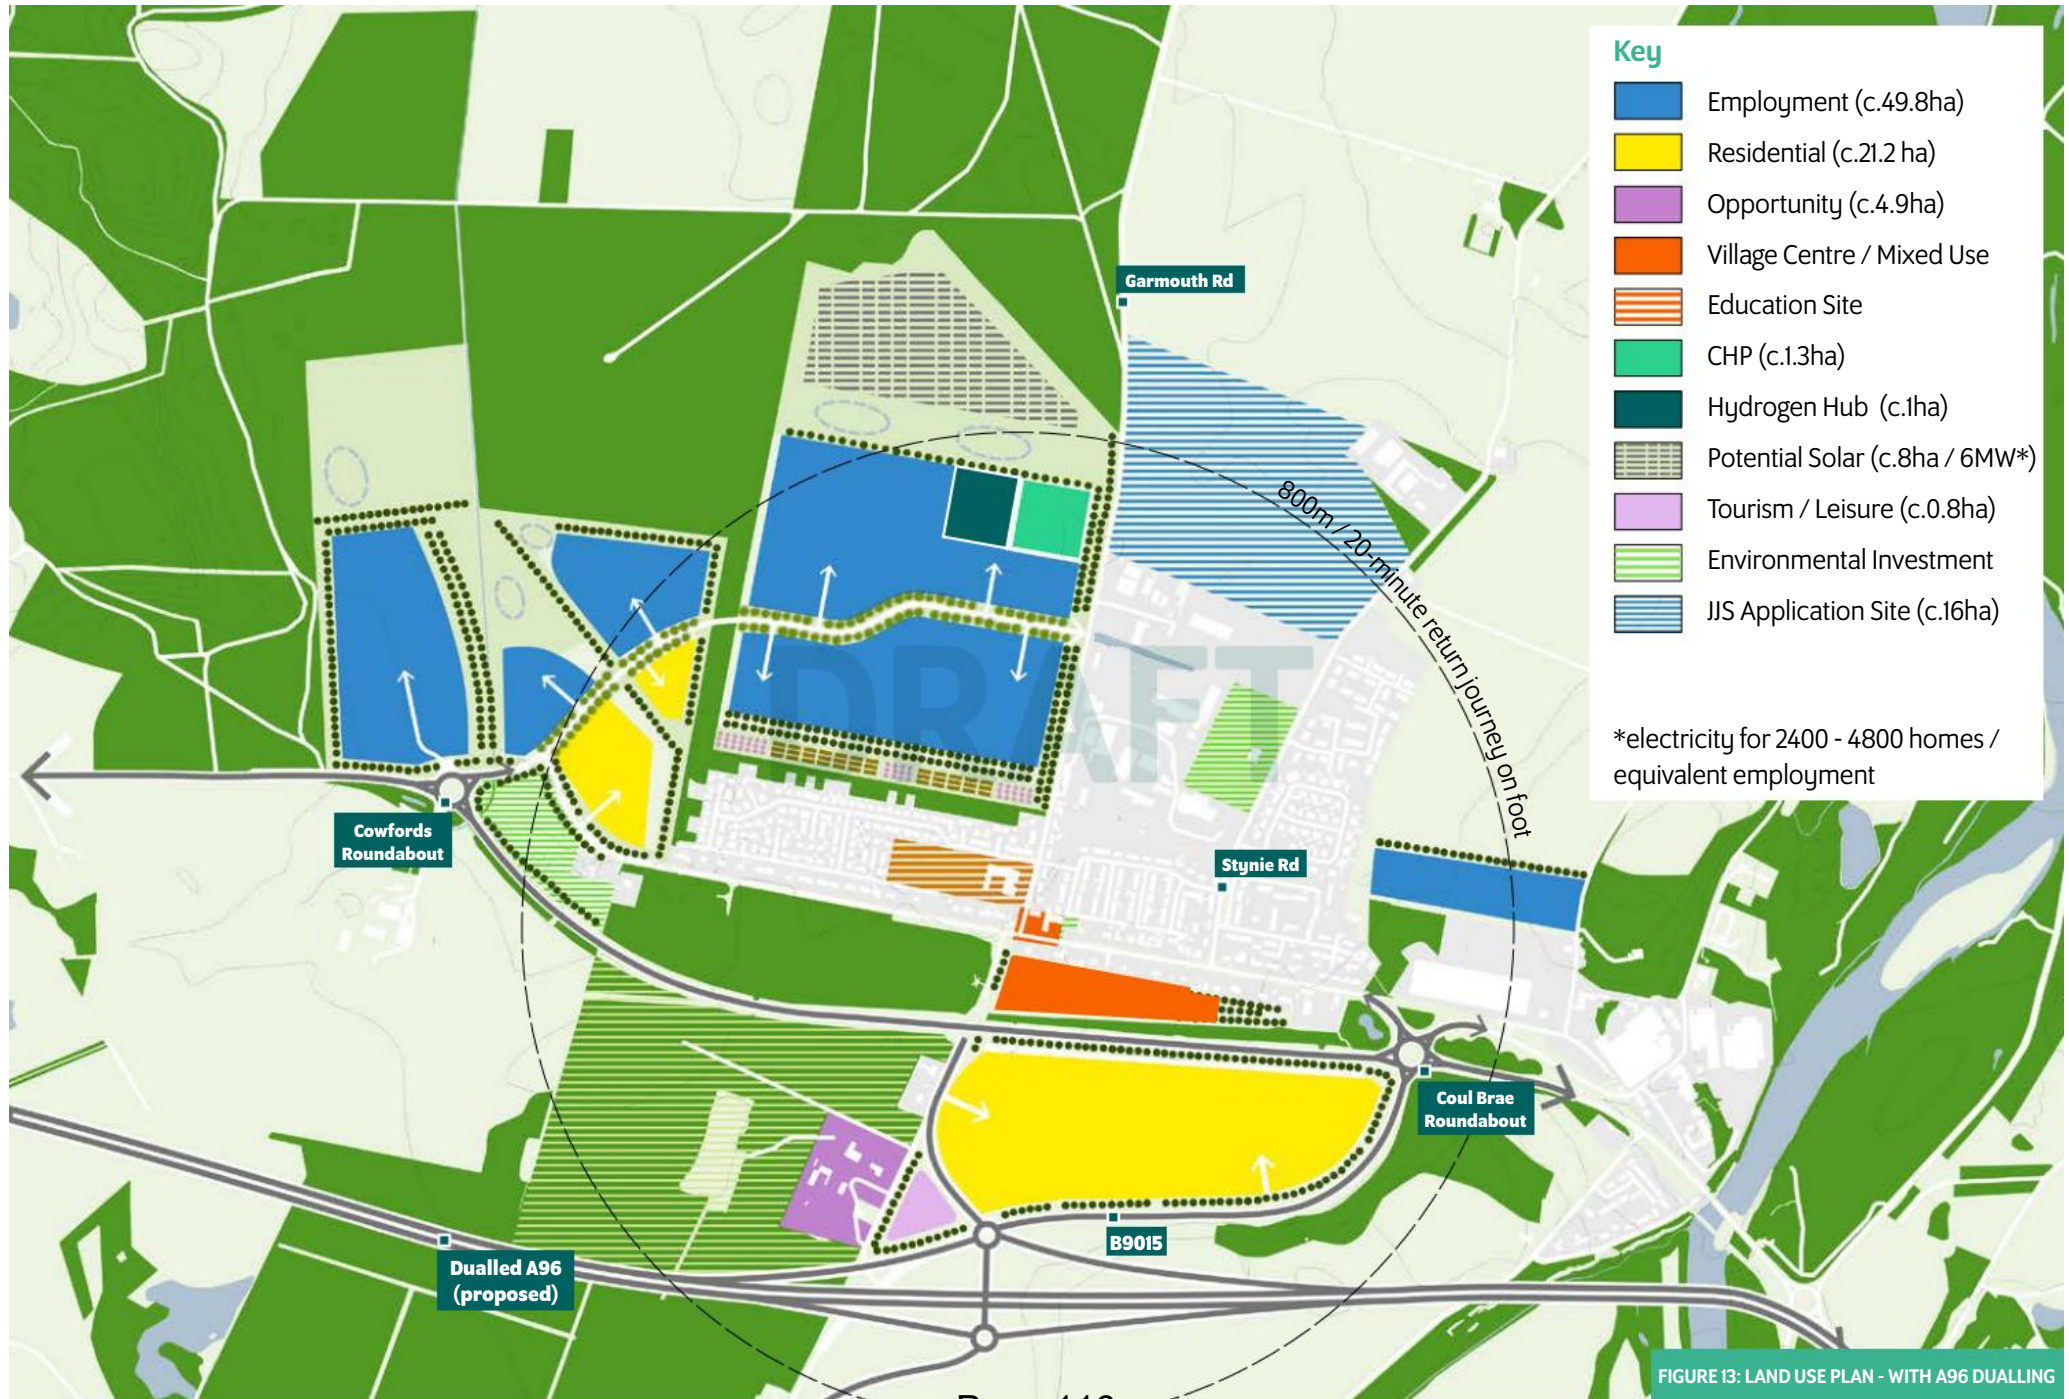 Key
Employment (c.49.8ha)
Residential (c.21.2 ha)
Opportunity (c.4.9ha)
Village Centre / Mixed Use
Education Site
CHP (c.1.3ha)
Hydrogen Hub (c.1ha)
Potential Solar (c.8ha / 6MW*)
Tourism / Leisure (c.0.8ha)
Environmental Investment
JJS Application Site (c.16ha)
*electricity for 2400 - 4800 homes /
equivalent employment
Garmouth Rd
800m / 20-minute return journey on foot
DRAFT
Cowfords
Roundabout
Stynie Rd
Coul Brae
Roundabout
B9015
Dualled A96
(proposed)
FIGURE 13: LAND USE PLAN - WITH A96 DUALLING